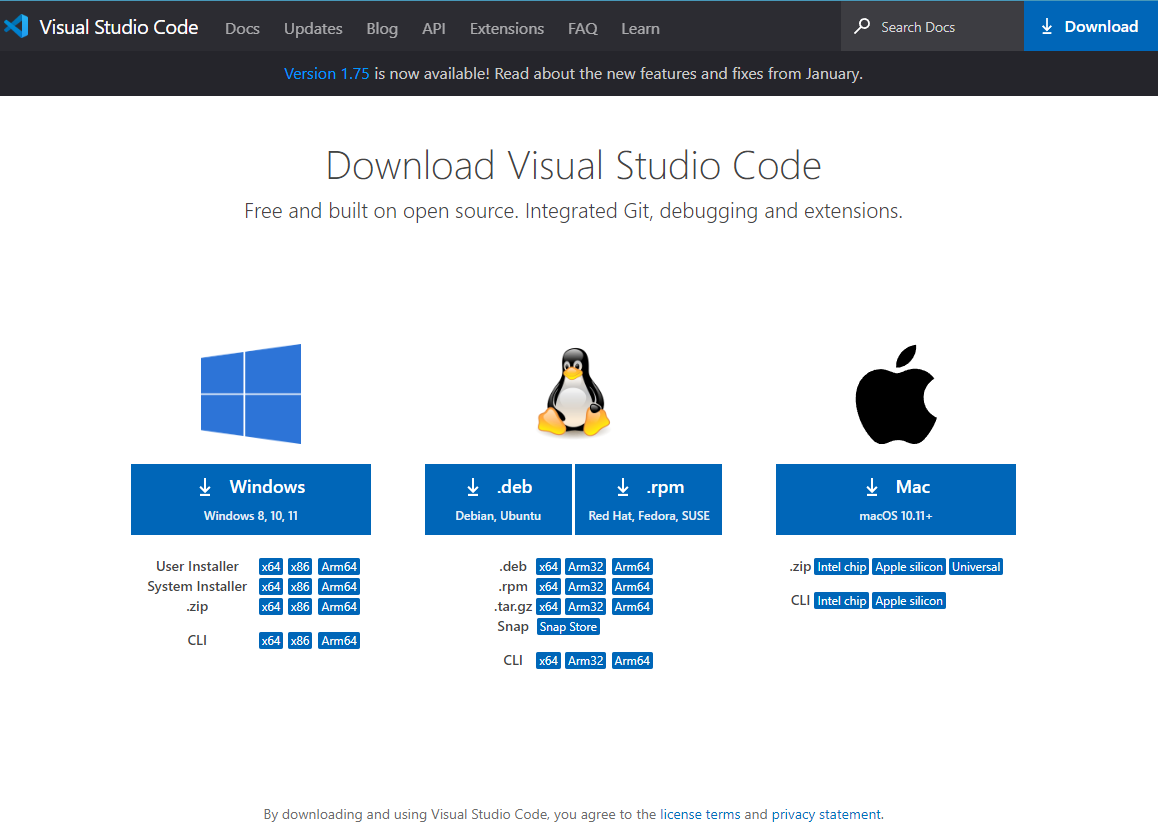 Visual Studio Code Docs Updates Blog API Extensions FAQ Learn Search Docs Download
Version 1.75 is now available! Read about the new features and fixes from January.
Download Visual Studio Code
Free and built on open source. Integrated Git, debugging and extensions.
Windows
Windows 8, 10, 11
User Installer x64 x86 Arm64
System Installer x64 x86 Arm64
.zip x64 x86 Arm64
CLI x64 x86 Arm64
.deb
Debian, Ubuntu
.rpm
Red Hat, Fedora, SUSE
.deb x64 Arm32 Arm64
.rpm x64 Arm32 Arm64
.tar.gz x64 Arm32 Arm64
Snap Snap Store
CLI x64 Arm32 Arm64
Mac
macOS 10.11+
.zip Intel chip Apple silicon Universal
CLI Intel chip Apple silicon
By downloading and using Visual Studio Code, you agree to the license terms and privacy statement.